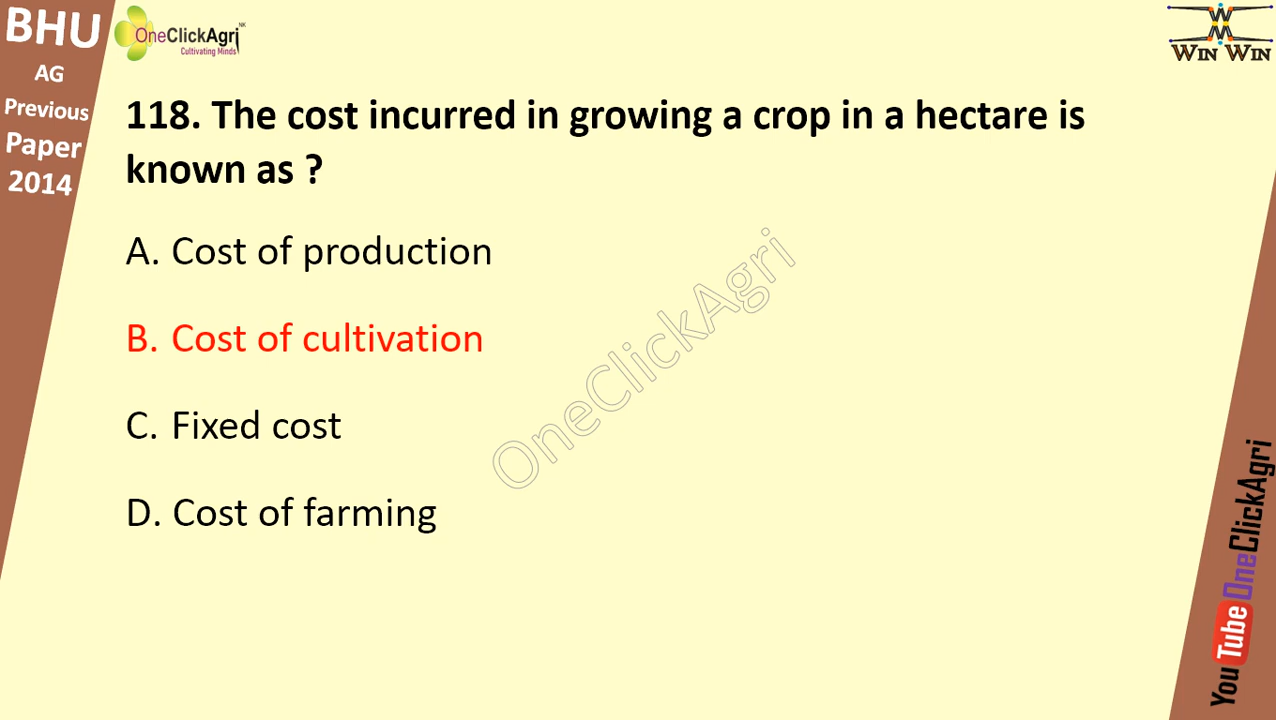 BHU
AG
Previous
Paper
2014
OneClickAgri NK
Cultivating Minds
WIN WIN
118. The cost incurred in growing a crop in a hectare is
known as ?
A. Cost of production
B. Cost of cultivation
C. Fixed cost
D. Cost of farming
OneClickAgri
YouTube OneClickAgri